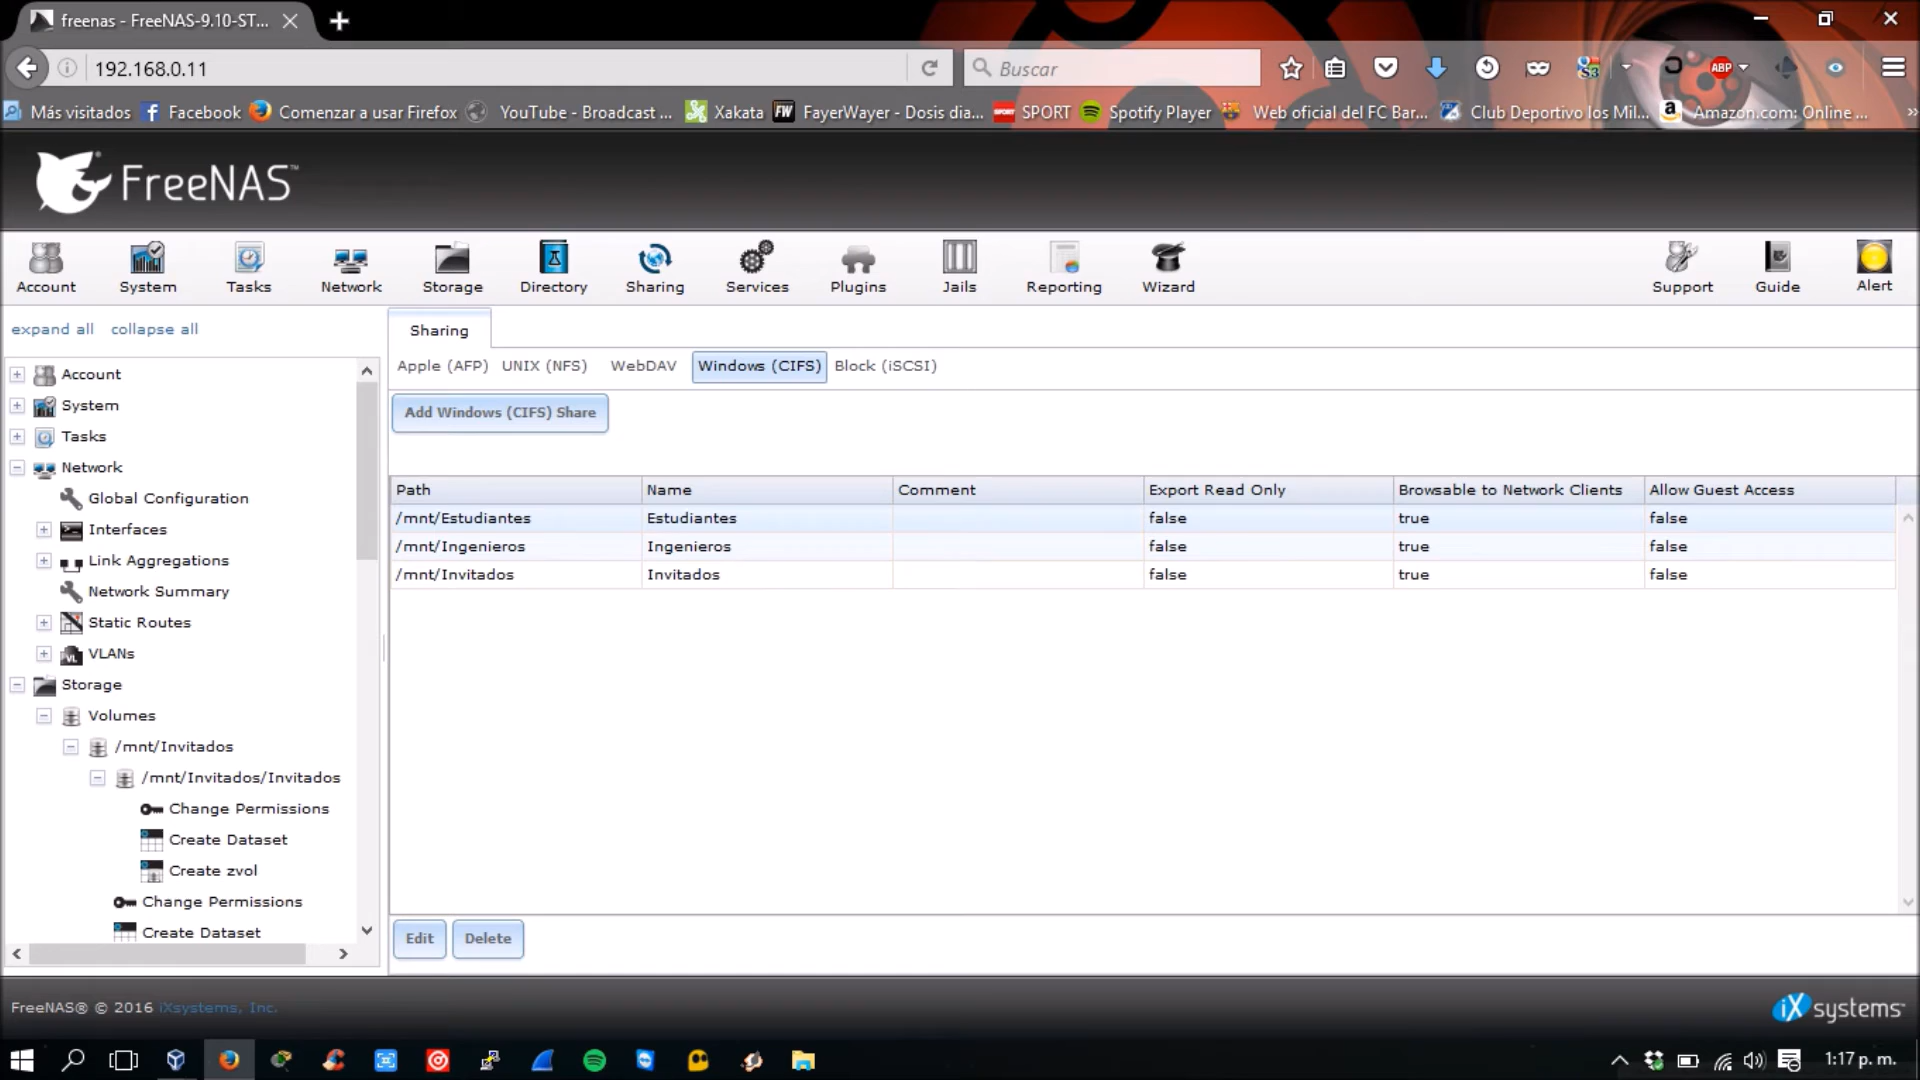 freenas - FreeNAS-9.10-ST...
192.168.0.11
Buscar
ABP
Más visitados Facebook Comenzar a usar Firefox YouTube - Broadcast ... Xakata FayerWayer - Dosis dia... SPORT Spotify Player Web oficial del FC Bar... Club Deportivo los Mil... Amazon.com: Online ...
FreeNAS™
Account System Tasks Network Storage Directory Sharing Services Plugins Jails Reporting Wizard Support Guide Alert
expand all collapse all
Account
System
Tasks
Network
Global Configuration
Interfaces
Link Aggregations
Network Summary
Static Routes
VLANs
Storage
Volumes
/mnt/Invitados
/mnt/Invitados/Invitados
Change Permissions
Create Dataset
Create zvol
Change Permissions
Create Dataset
Sharing
Apple (AFP) UNIX (NFS) WebDAV Windows (CIFS) Block (iSCSI)
Add Windows (CIFS) Share
Path Name Comment Export Read Only Browsable to Network Clients Allow Guest Access
/mnt/Estudiantes Estudiantes false true false
/mnt/Ingenieros Ingenieros false true false
/mnt/Invitados Invitados false true false
Edit Delete
FreeNAS® © 2016 iXsystems, Inc.
iXsystems
1:17 p. m.